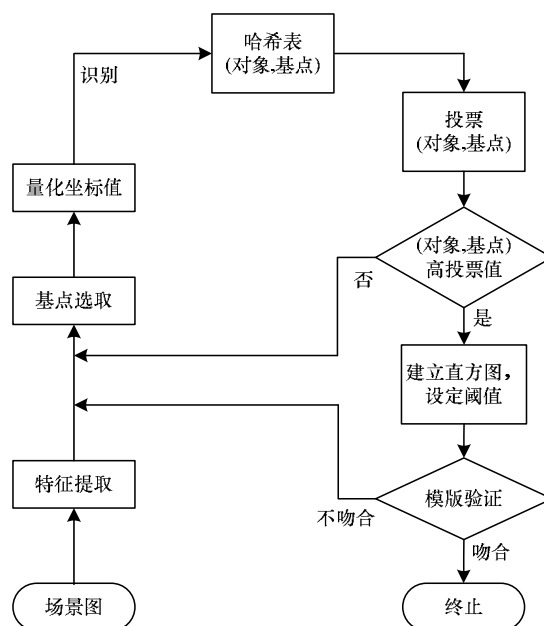 哈希表
(对象,基点)
识别
投票
(对象,基点)
量化坐标值
(对象,基点)
高投票值
否
基点选取
是
建立直方图,
设定阈值
特征提取
模版验证
不吻合
吻合
场景图
终止